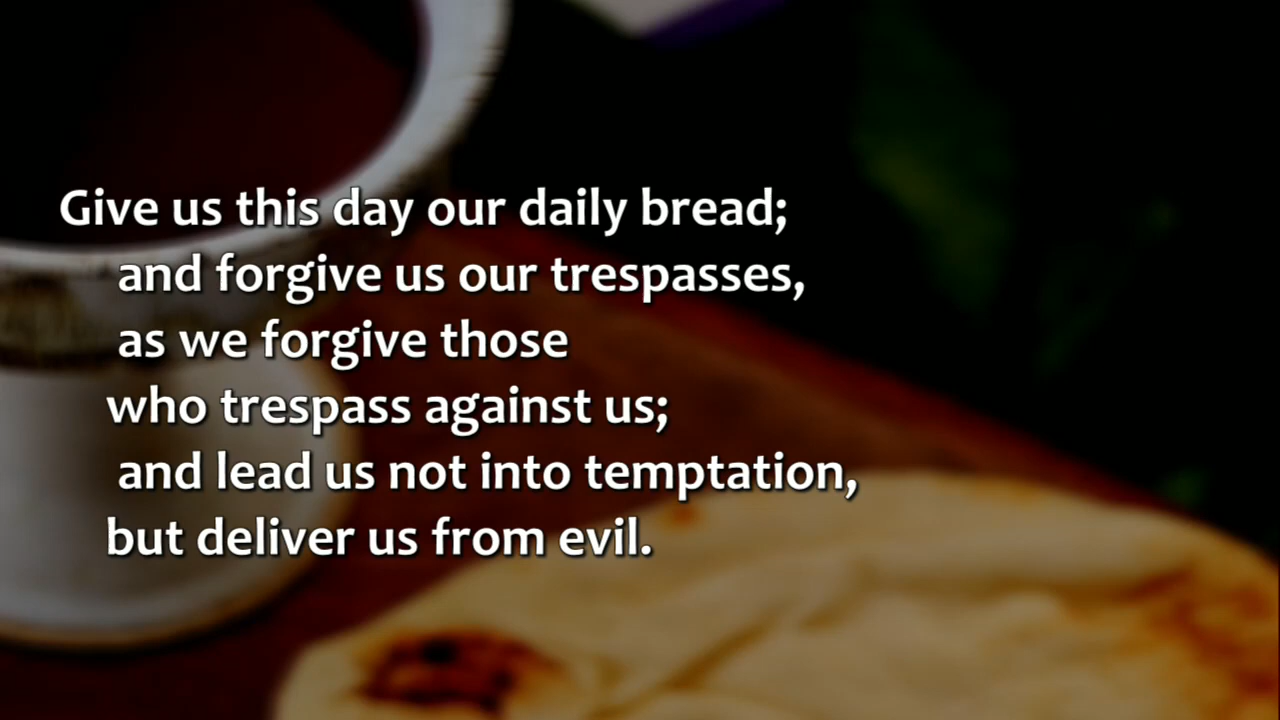 Give us this day our daily bread;
and forgive us our trespasses,
as we forgive those
who trespass against us;
and lead us not into temptation,
but deliver us from evil.